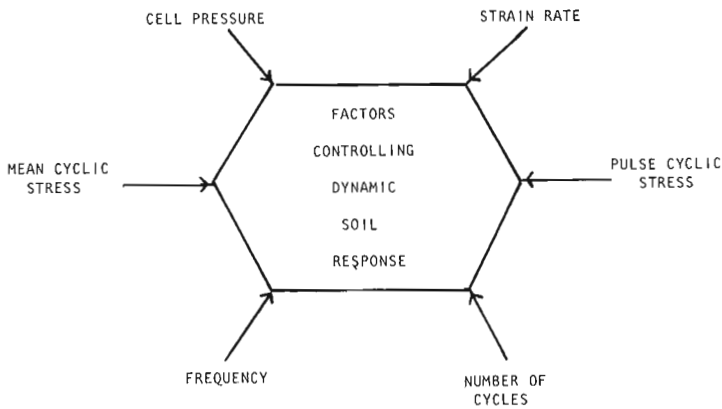 CELL PRESSURE
STRAIN RATE
FACTORS
CONTROLLING
DYNAMIC
SOIL
RESPONSE
MEAN CYCLIC
STRESS
PULSE CYCLIC
STRESS
FREQUENCY
NUMBER OF
CYCLES